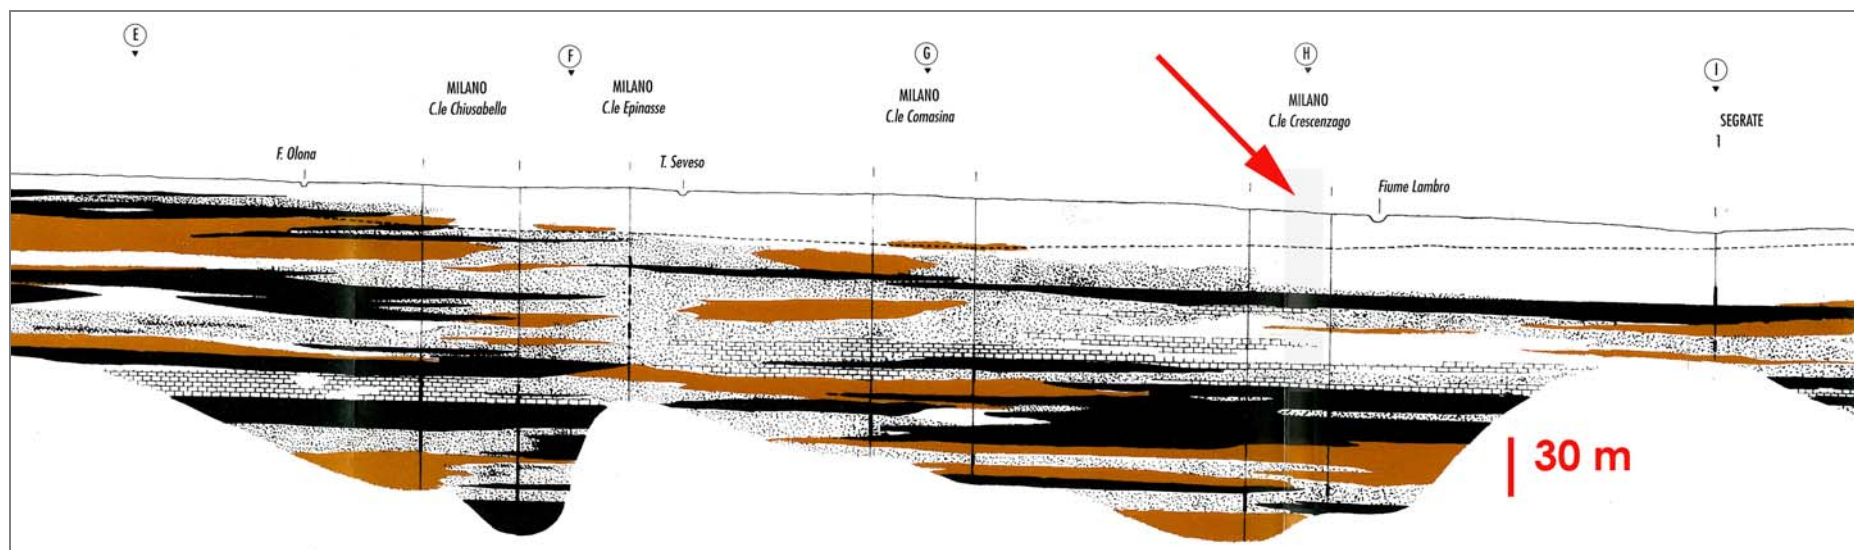 E
F
G
H
I
MILANO
C.le Chiusabella
MILANO
C.le Epinasse
MILANO
C.le Comasina
MILANO
C.le Crescenzago
SEGRATE
1
F. Olona
T. Seveso
Fiume Lambro
30 m